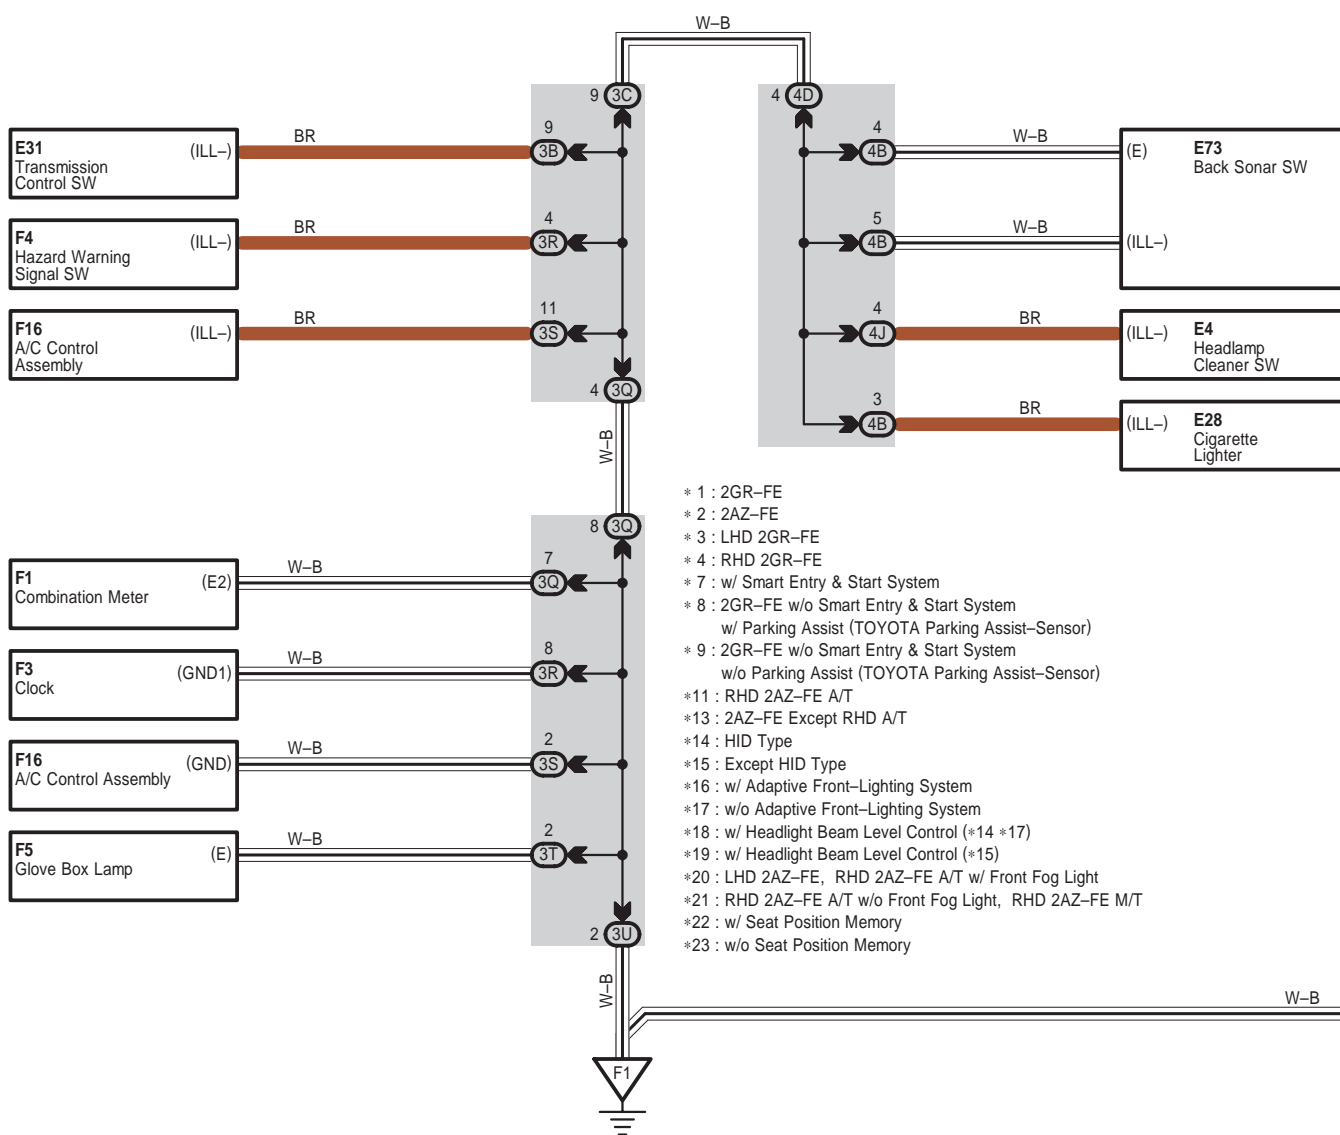 W–B
9 3C
4 4D
E31
Transmission
Control SW
(ILL–)
BR
9
3B
4
4B
W–B
(E)
E73
Back Sonar SW
F4
Hazard Warning
Signal SW
(ILL–)
BR
4
3R
5
4B
W–B
(ILL–)
F16
A/C Control
Assembly
(ILL–)
BR
11
3S
4
4J
BR
(ILL–)
E4
Headlamp
Cleaner SW
4 3Q
3
4B
BR
(ILL–)
E28
Cigarette
Lighter
W–B
8 3Q
F1
Combination Meter
(E2)
W–B
7
3Q
F3
Clock
(GND1)
W–B
8
3R
F16
A/C Control Assembly
(GND)
W–B
2
3S
F5
Glove Box Lamp
(E)
W–B
2
3T
2 3U
W–B
F1
W–B
* 1 : 2GR–FE
* 2 : 2AZ–FE
* 3 : LHD 2GR–FE
* 4 : RHD 2GR–FE
* 7 : w/ Smart Entry & Start System
* 8 : 2GR–FE w/o Smart Entry & Start System
w/ Parking Assist (TOYOTA Parking Assist–Sensor)
* 9 : 2GR–FE w/o Smart Entry & Start System
w/o Parking Assist (TOYOTA Parking Assist–Sensor)
*11 : RHD 2AZ–FE A/T
*13 : 2AZ–FE Except RHD A/T
*14 : HID Type
*15 : Except HID Type
*16 : w/ Adaptive Front–Lighting System
*17 : w/o Adaptive Front–Lighting System
*18 : w/ Headlight Beam Level Control (*14 *17)
*19 : w/ Headlight Beam Level Control (*15)
*20 : LHD 2AZ–FE, RHD 2AZ–FE A/T w/ Front Fog Light
*21 : RHD 2AZ–FE A/T w/o Front Fog Light, RHD 2AZ–FE M/T
*22 : w/ Seat Position Memory
*23 : w/o Seat Position Memory